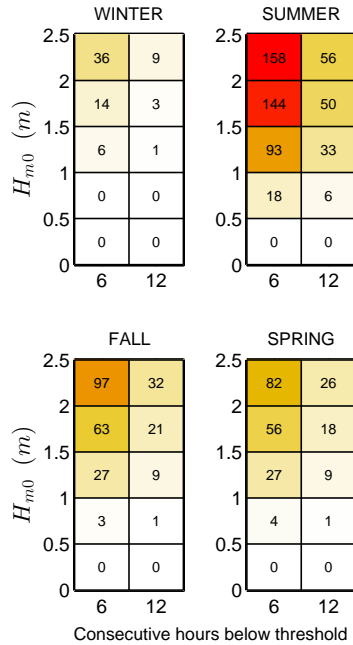 WINTER SUMMER
2.5 36 9 2.5 158 56
2 14 3 2 144 50
1.5 6 1 1.5 93 33
1 0 0 1 18 6
0.5 0 0 0.5 0 0
0 0
H_{m0} (m)
6 12 6 12
FALL SPRING
2.5 97 32 2.5 82 26
2 63 21 2 56 18
1.5 27 9 1.5 27 9
1 3 1 1 4 1
0.5 0 0 0.5 0 0
0 0
H_{m0} (m)
6 12 6 12
Consecutive hours below threshold